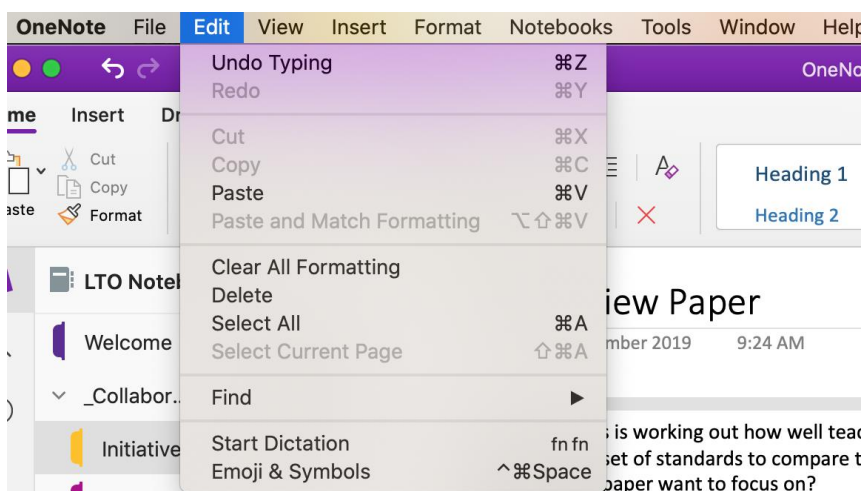 OneNote File Edit View Insert Format Notebooks Tools Window Help
OneNo
me Insert Dr
Undo Typing ⌘Z
Redo ⌘Y
Cut ⌘X
Copy ⌘C
Paste ⌘V
Paste and Match Formatting ⌥⇧⌘V
Clear All Formatting
Delete
Select All ⌘A
Select Current Page ⇧⌘A
Find ▶
Start Dictation fn fn
Emoji & Symbols ^⌘Space
Cut
Copy
aste Format
Heading 1
Heading 2
LTO Noteb
Welcome
_Collabor..
Initiative
iew Paper
mber 2019 9:24 AM
s is working out how well teac
set of standards to compare t
paper want to focus on?